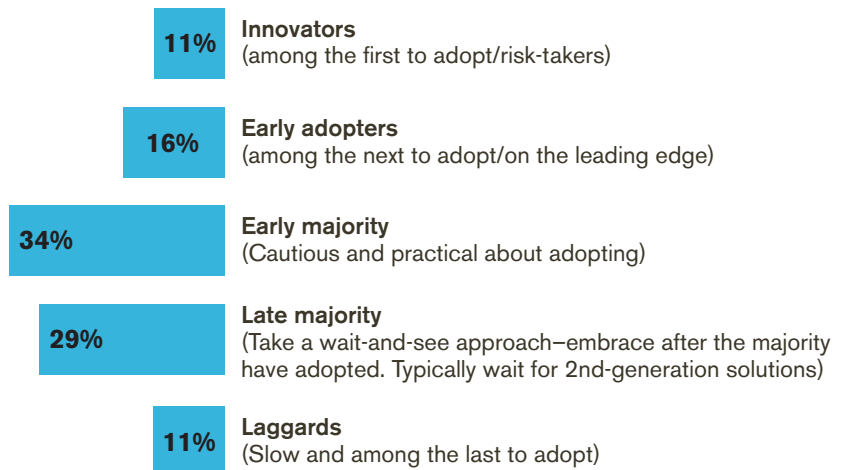 11%
Innovators
(among the first to adopt/risk-takers)
16%
Early adopters
(among the next to adopt/on the leading edge)
34%
Early majority
(Cautious and practical about adopting)
29%
Late majority
(Take a wait-and-see approach–embrace after the majority
have adopted. Typically wait for 2nd-generation solutions)
11%
Laggards
(Slow and among the last to adopt)